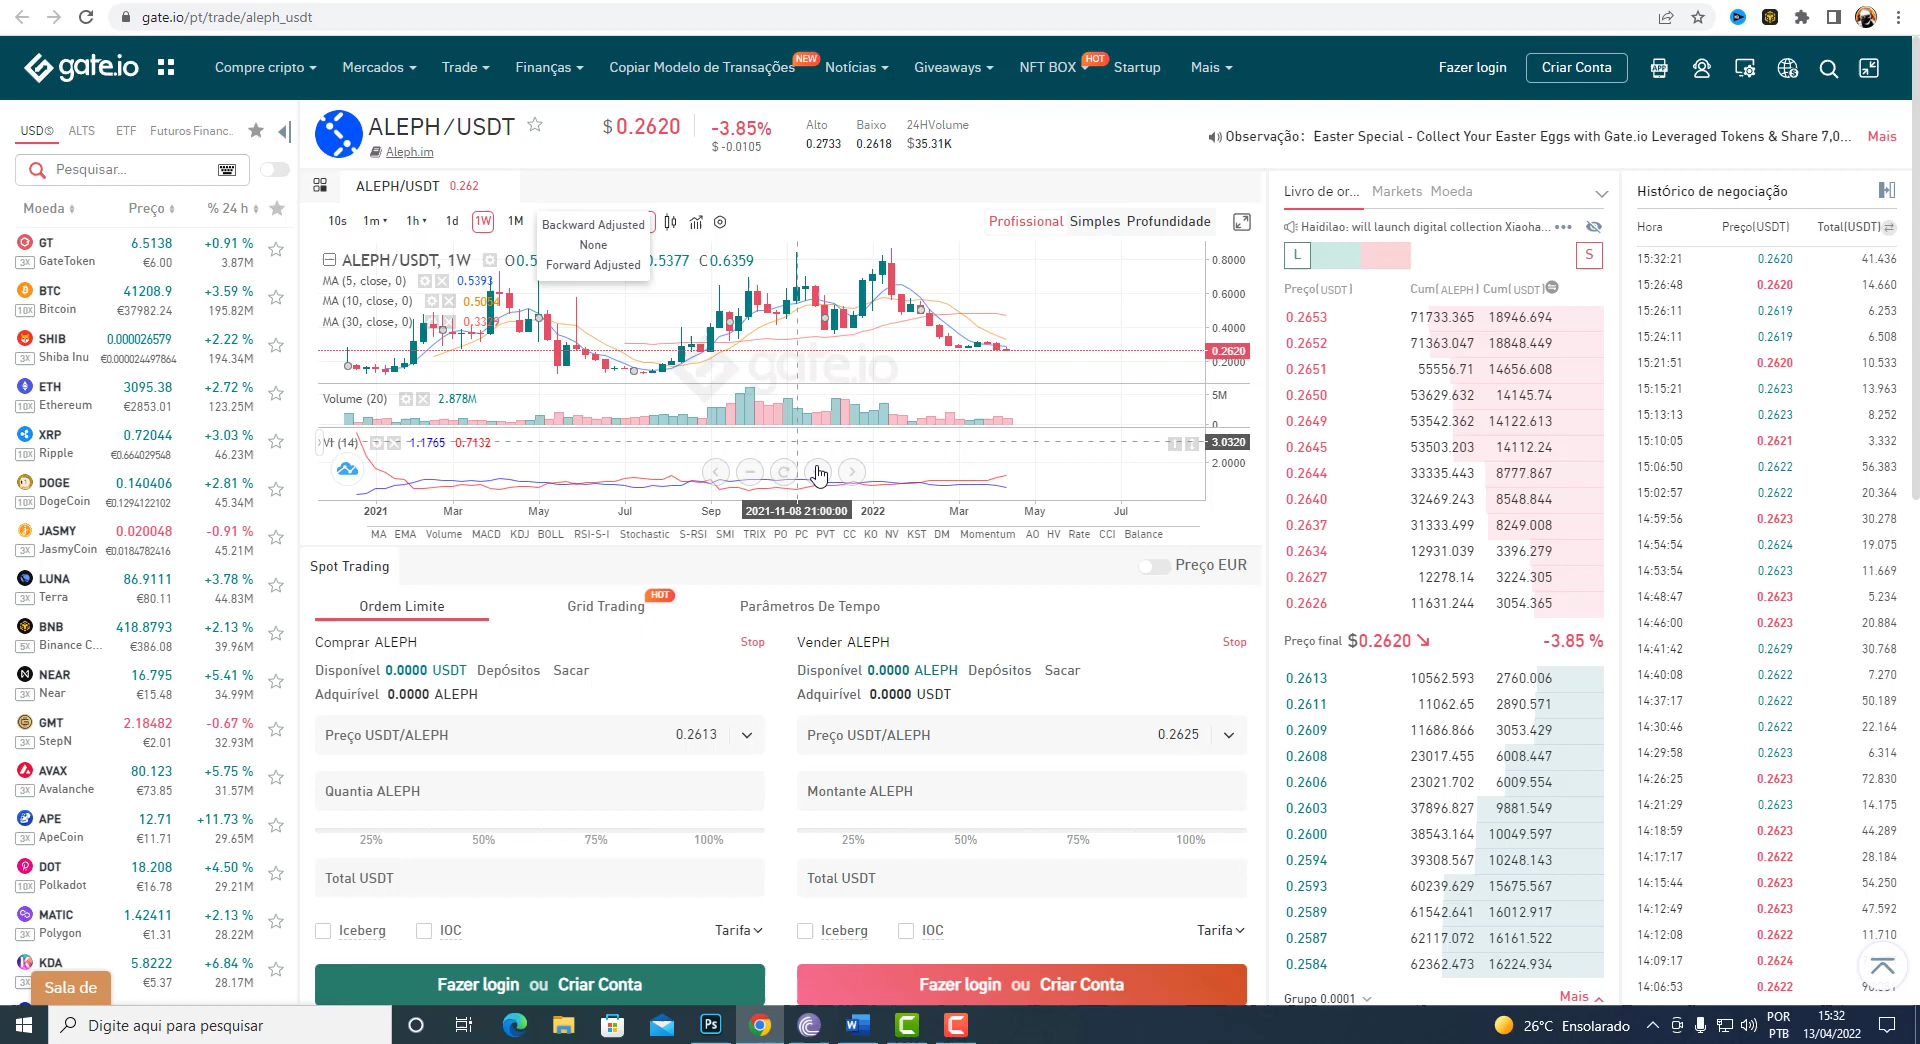 gate.io/pt/trade/aleph_usdt
gate.io
Compre cripto
Mercados
Trade
Finanças
Copiar Modelo de Transações
NEW
Notícias
Giveaways
NFT BOX
HOT
Startup
Mais
Fazer login
Criar Conta
USDⓈ ALTS ETF Futuros Financ..
Pesquisar...
Moeda Preço % 24 h
GT 6.5138 +0.91 %
3X GateToken €6.00 3.87M
BTC 41208.9 +3.59 %
10X Bitcoin €37982.24 195.82M
SHIB 0.000026579 +2.22 %
3X Shiba Inu €0.000024497864 194.34M
ETH 3095.38 +2.72 %
10X Ethereum €2853.01 123.25M
XRP 0.72044 +3.03 %
10X Ripple €0.664029548 46.23M
DOGE 0.140406 +2.81 %
10X DogeCoin €0.1294122102 45.34M
JASMY 0.020048 -0.91 %
3X JasmyCoin €0.0184782416 45.21M
LUNA 86.9111 +3.78 %
3X Terra €80.11 44.83M
BNB 418.8793 +2.13 %
5X Binance C... €386.08 39.96M
NEAR 16.795 +5.41 %
3X Near €15.48 34.99M
GMT 2.18482 -0.67 %
3X StepN €2.01 32.93M
AVAX 80.123 +5.75 %
3X Avalanche €73.85 31.57M
APE 12.71 +11.73 %
3X ApeCoin €11.71 29.65M
DOT 18.208 +4.50 %
10X Polkadot €16.78 29.21M
MATIC 1.42411 +2.13 %
3X Polygon €1.31 28.22M
KDA 5.8222 +6.84 %
€5.37 28.17M
Sala de
ALEPH/USDT
Aleph.im
$ 0.2620
-3.85%
$ -0.0105
Alto Baixo 24HVolume
0.2733 0.2618 $35.31K
Observação: Easter Special - Collect Your Easter Eggs with Gate.io Leveraged Tokens & Share 7,0...
Mais
ALEPH/USDT 0.262
10s 1m 1h 1d 1W 1M
Backward Adjusted
None
Forward Adjusted
Profissional Simples Profundidade
ALEPH/USDT, 1W O0.5 0.5377 C0.6359
MA (5, close, 0) 0.5393
MA (10, close, 0) 0.5054
MA (30, close, 0)
gate.io
0.8000
0.6000
0.4000
0.2620
0.2000
Volume (20) 2.878M
5M
0
VI (14) 1.1765 0.7132
3.0320
2.0000
2021 Mar May Jul Sep 2021-11-08 21:00:00 2022 Mar May Jul
MA EMA Volume MACD KDJ BOLL RSI-S-I Stochastic S-RSI SMI TRIX PO PC PVT CC KO NV KST DM Momentum AO HV Rate CCI Balance
Spot Trading
Preço EUR
Ordem Limite
Grid Trading
HOT
Parâmetros De Tempo
Comprar ALEPH Stop
Disponível 0.0000 USDT Depósitos Sacar
Adquirível 0.0000 ALEPH
Preço USDT/ALEPH 0.2613
Quantia ALEPH
25% 50% 75% 100%
Total USDT
Iceberg IOC Tarifa
Fazer login ou Criar Conta
Vender ALEPH Stop
Disponível 0.0000 ALEPH Depósitos Sacar
Adquirível 0.0000 USDT
Preço USDT/ALEPH 0.2625
Montante ALEPH
25% 50% 75% 100%
Total USDT
Iceberg IOC Tarifa
Fazer login ou Criar Conta
Livro de or... Markets Moeda
Haidilao: will launch digital collection Xiaoha...
L S
Preço(USDT) Cum(ALEPH) Cum(USDT)
0.2653 71733.365 18946.694
0.2652 71363.047 18848.449
0.2651 55556.71 14656.608
0.2650 53629.632 14145.74
0.2649 53542.362 14122.613
0.2645 53503.203 14112.24
0.2644 33335.443 8777.867
0.2640 32469.243 8548.844
0.2637 31333.499 8249.008
0.2634 12931.039 3396.279
0.2627 12278.14 3224.305
0.2626 11631.244 3054.365
Preço final $0.2620 -3.85 %
0.2613 10562.593 2760.006
0.2611 11062.65 2890.571
0.2609 11686.866 3053.429
0.2608 23017.455 6008.447
0.2606 23021.702 6009.554
0.2603 37896.827 9881.549
0.2600 38543.164 10049.597
0.2594 39308.567 10248.143
0.2593 60239.629 15675.567
0.2589 61542.641 16012.917
0.2587 62117.072 16161.522
0.2584 62362.473 16224.934
Grupo 0.0001 Mais
Histórico de negociação
Hora Preço(USDT) Total(USDT)
15:32:21 0.2620 41.436
15:26:48 0.2620 14.660
15:26:11 0.2619 6.253
15:24:11 0.2619 6.508
15:21:51 0.2620 10.533
15:15:21 0.2623 13.963
15:13:13 0.2623 8.252
15:10:05 0.2621 3.332
15:06:50 0.2622 56.383
15:02:57 0.2622 20.364
14:59:56 0.2623 30.278
14:54:54 0.2624 19.075
14:53:54 0.2623 11.669
14:48:47 0.2623 5.234
14:46:00 0.2623 20.884
14:41:42 0.2629 30.768
14:40:08 0.2622 7.270
14:37:17 0.2622 50.189
14:30:46 0.2622 22.164
14:29:58 0.2623 6.314
14:26:25 0.2623 72.830
14:21:29 0.2623 14.175
14:18:59 0.2623 44.289
14:17:17 0.2622 28.184
14:15:44 0.2623 54.250
14:12:49 0.2623 47.592
14:12:08 0.2622 11.710
14:09:17 0.2624
14:06:53 0.2622
Digite aqui para pesquisar
Ps
26°C Ensolarado
POR
PTB
15:32
13/04/2022